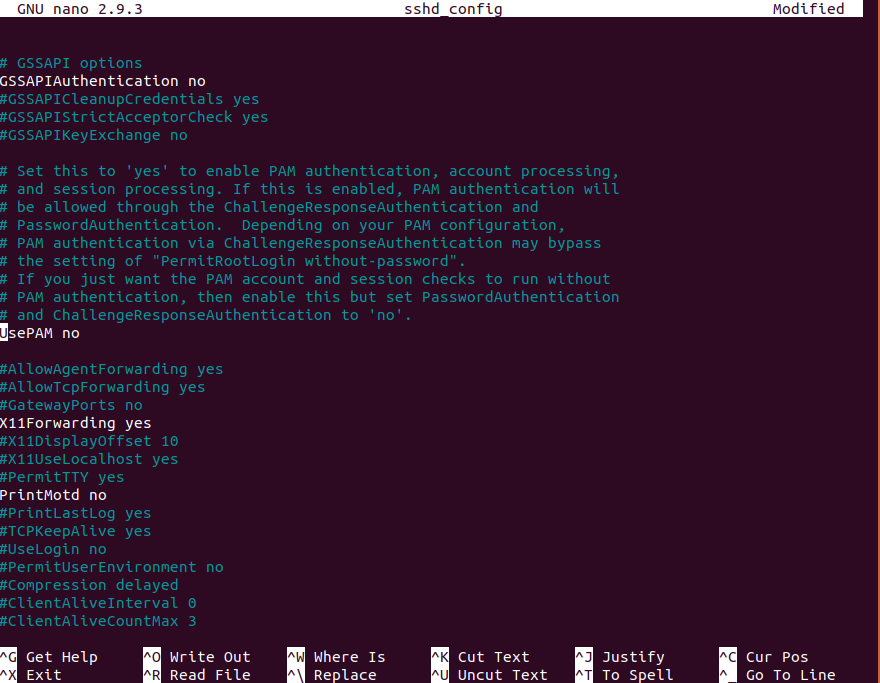 GNU nano 2.9.3 sshd_config Modified
# GSSAPI options
GSSAPIAuthentication no
#GSSAPICleanupCredentials yes
#GSSAPIStrictAcceptorCheck yes
#GSSAPIKeyExchange no
# Set this to 'yes' to enable PAM authentication, account processing,
# and session processing. If this is enabled, PAM authentication will
# be allowed through the ChallengeResponseAuthentication and
# PasswordAuthentication.  Depending on your PAM configuration,
# PAM authentication via ChallengeResponseAuthentication may bypass
# the setting of "PermitRootLogin without-password".
# If you just want the PAM account and session checks to run without
# PAM authentication, then enable this but set PasswordAuthentication
# and ChallengeResponseAuthentication to 'no'.
UsePAM no
#AllowAgentForwarding yes
#AllowTcpForwarding yes
#GatewayPorts no
X11Forwarding yes
#X11DisplayOffset 10
#X11UseLocalhost yes
#PermitTTY yes
PrintMotd no
#PrintLastLog yes
#TCPKeepAlive yes
#UseLogin no
#PermitUserEnvironment no
#Compression delayed
#ClientAliveInterval 0
#ClientAliveCountMax 3
^G Get Help ^O Write Out ^W Where Is ^K Cut Text ^J Justify ^C Cur Pos
^X Exit ^R Read File ^\ Replace ^U Uncut Text ^T To Spell ^_ Go To Line